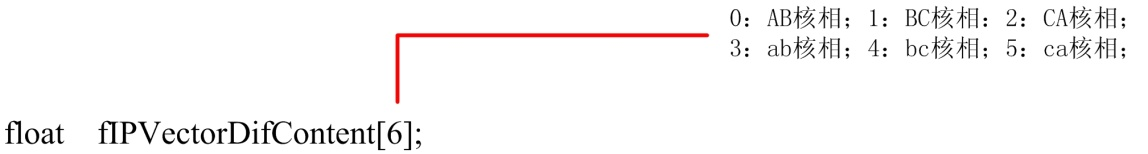 0: AB核相; 1: BC核相: 2: CA核相;
3: ab核相; 4: bc核相; 5: ca核相;
float fIPVectorDifContent[6];